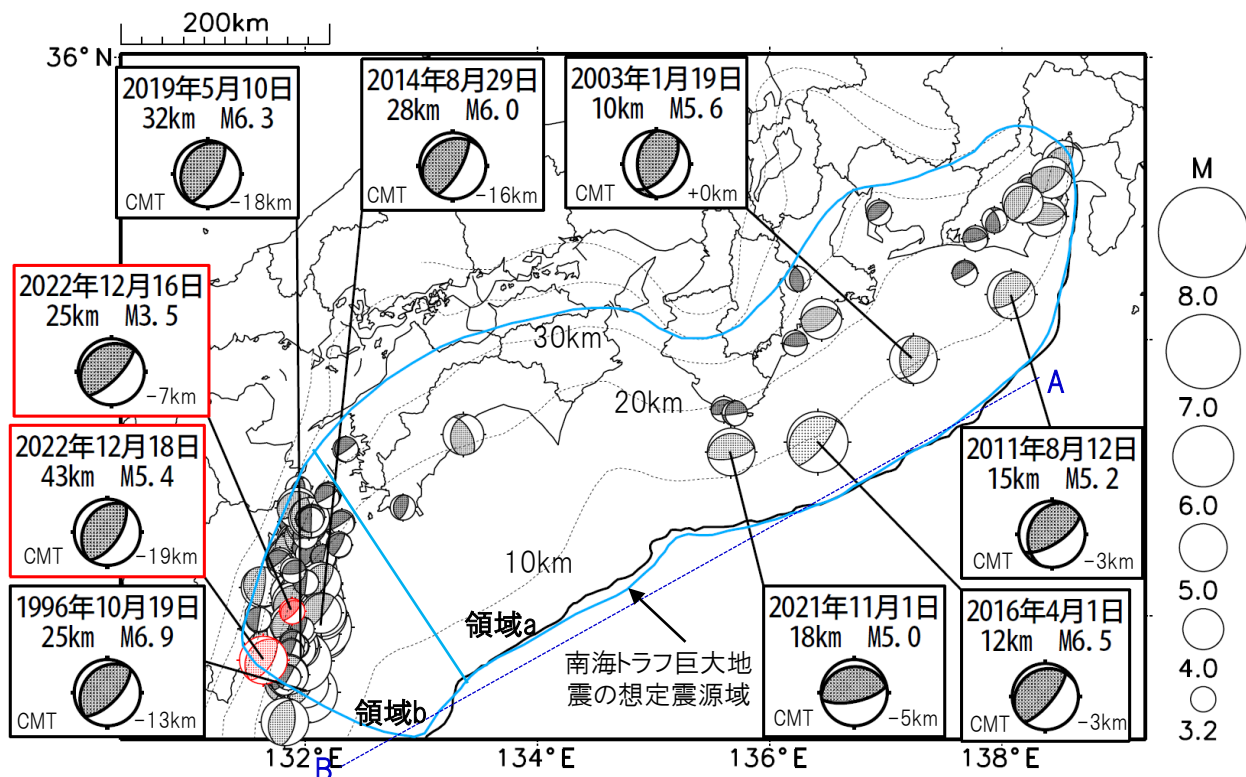 200km
36°N
2019年5月10日
32km M6.3
CMT
-18km
2014年8月29日
28km M6.0
CMT
-16km
2003年1月19日
10km M5.6
CMT
+0km
M
8.0
7.0
6.0
5.0
4.0
3.2
2022年12月16日
25km M3.5
-7km
2022年12月18日
43km M5.4
CMT
-19km
1996年10月19日
25km M6.9
CMT
-13km
30km
20km
10km
A
2011年8月12日
15km M5.2
CMT
-3km
領域a
領域b
南海トラフ巨大地
震の想定震源域
2021年11月1日
18km M5.0
CMT
-5km
2016年4月1日
12km M6.5
CMT
-3km
132°E
B
134°E
136°E
138°E